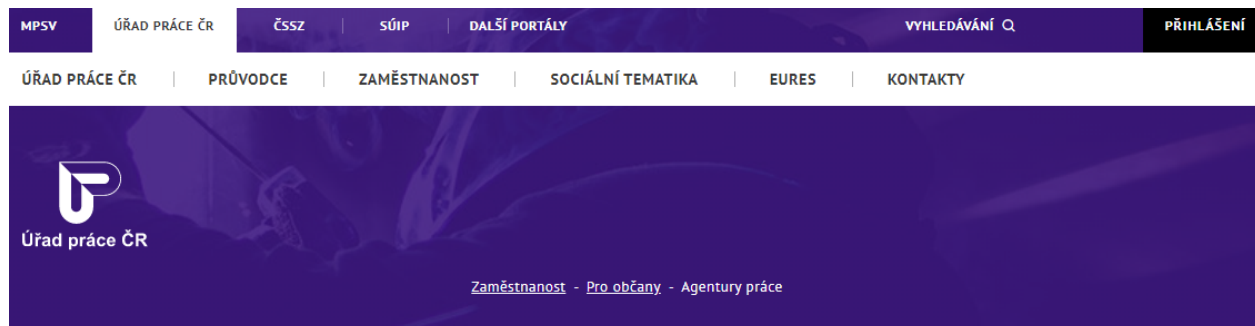 MPSV ÚŘAD PRÁCE ČR ČSSZ SÚIP DALŠÍ PORTÁLY VYHLEDÁVÁNÍ PŘIHLÁŠENÍ
ÚŘAD PRÁCE ČR PRŮVODCE ZAMĚSTNANOST SOCIÁLNÍ TEMATIKA EURES KONTAKTY
Úřad práce ČR
Zaměstnanost - Pro občany - Agentury práce